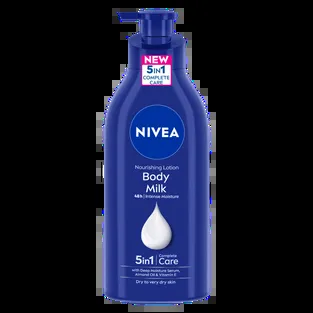 NEW
5IN1
COMPLETE
CARE
NIVEA
Nourishing Lotion
Body
Milk
48h | Intense Moisture
5in1 | Complete Care
with Deep Moisture Serum,
Almond Oil & Vitamin E
Dry to very dry skin